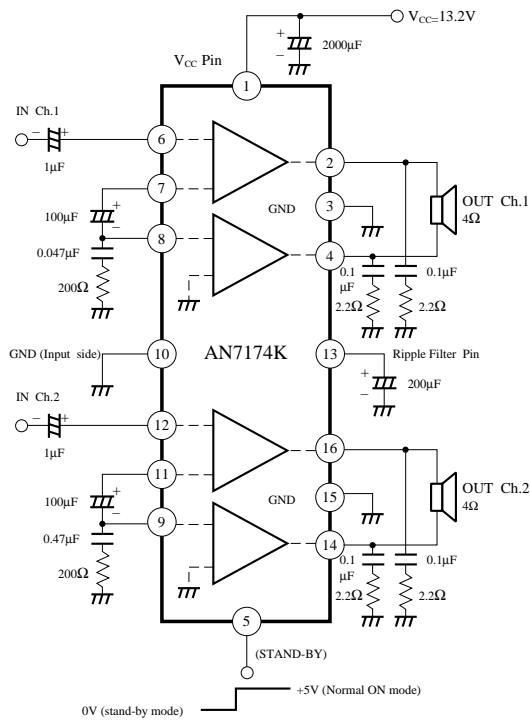 V_CC=13.2V
2000μF
V_CC Pin
1
IN Ch.1
1μF
6
2
OUT Ch.1
4Ω
7
GND
3
100μF
8
4
0.047μF
0.1
μF
0.1μF
200Ω
2.2Ω
2.2Ω
GND (Input side)
10
AN7174K
13
Ripple Filter Pin
200μF
IN Ch.2
1μF
12
16
OUT Ch.2
4Ω
11
GND
15
100μF
9
14
0.47μF
0.1
μF
0.1μF
200Ω
2.2Ω
2.2Ω
5
(STAND-BY)
+5V (Normal ON mode)
0V (stand-by mode)